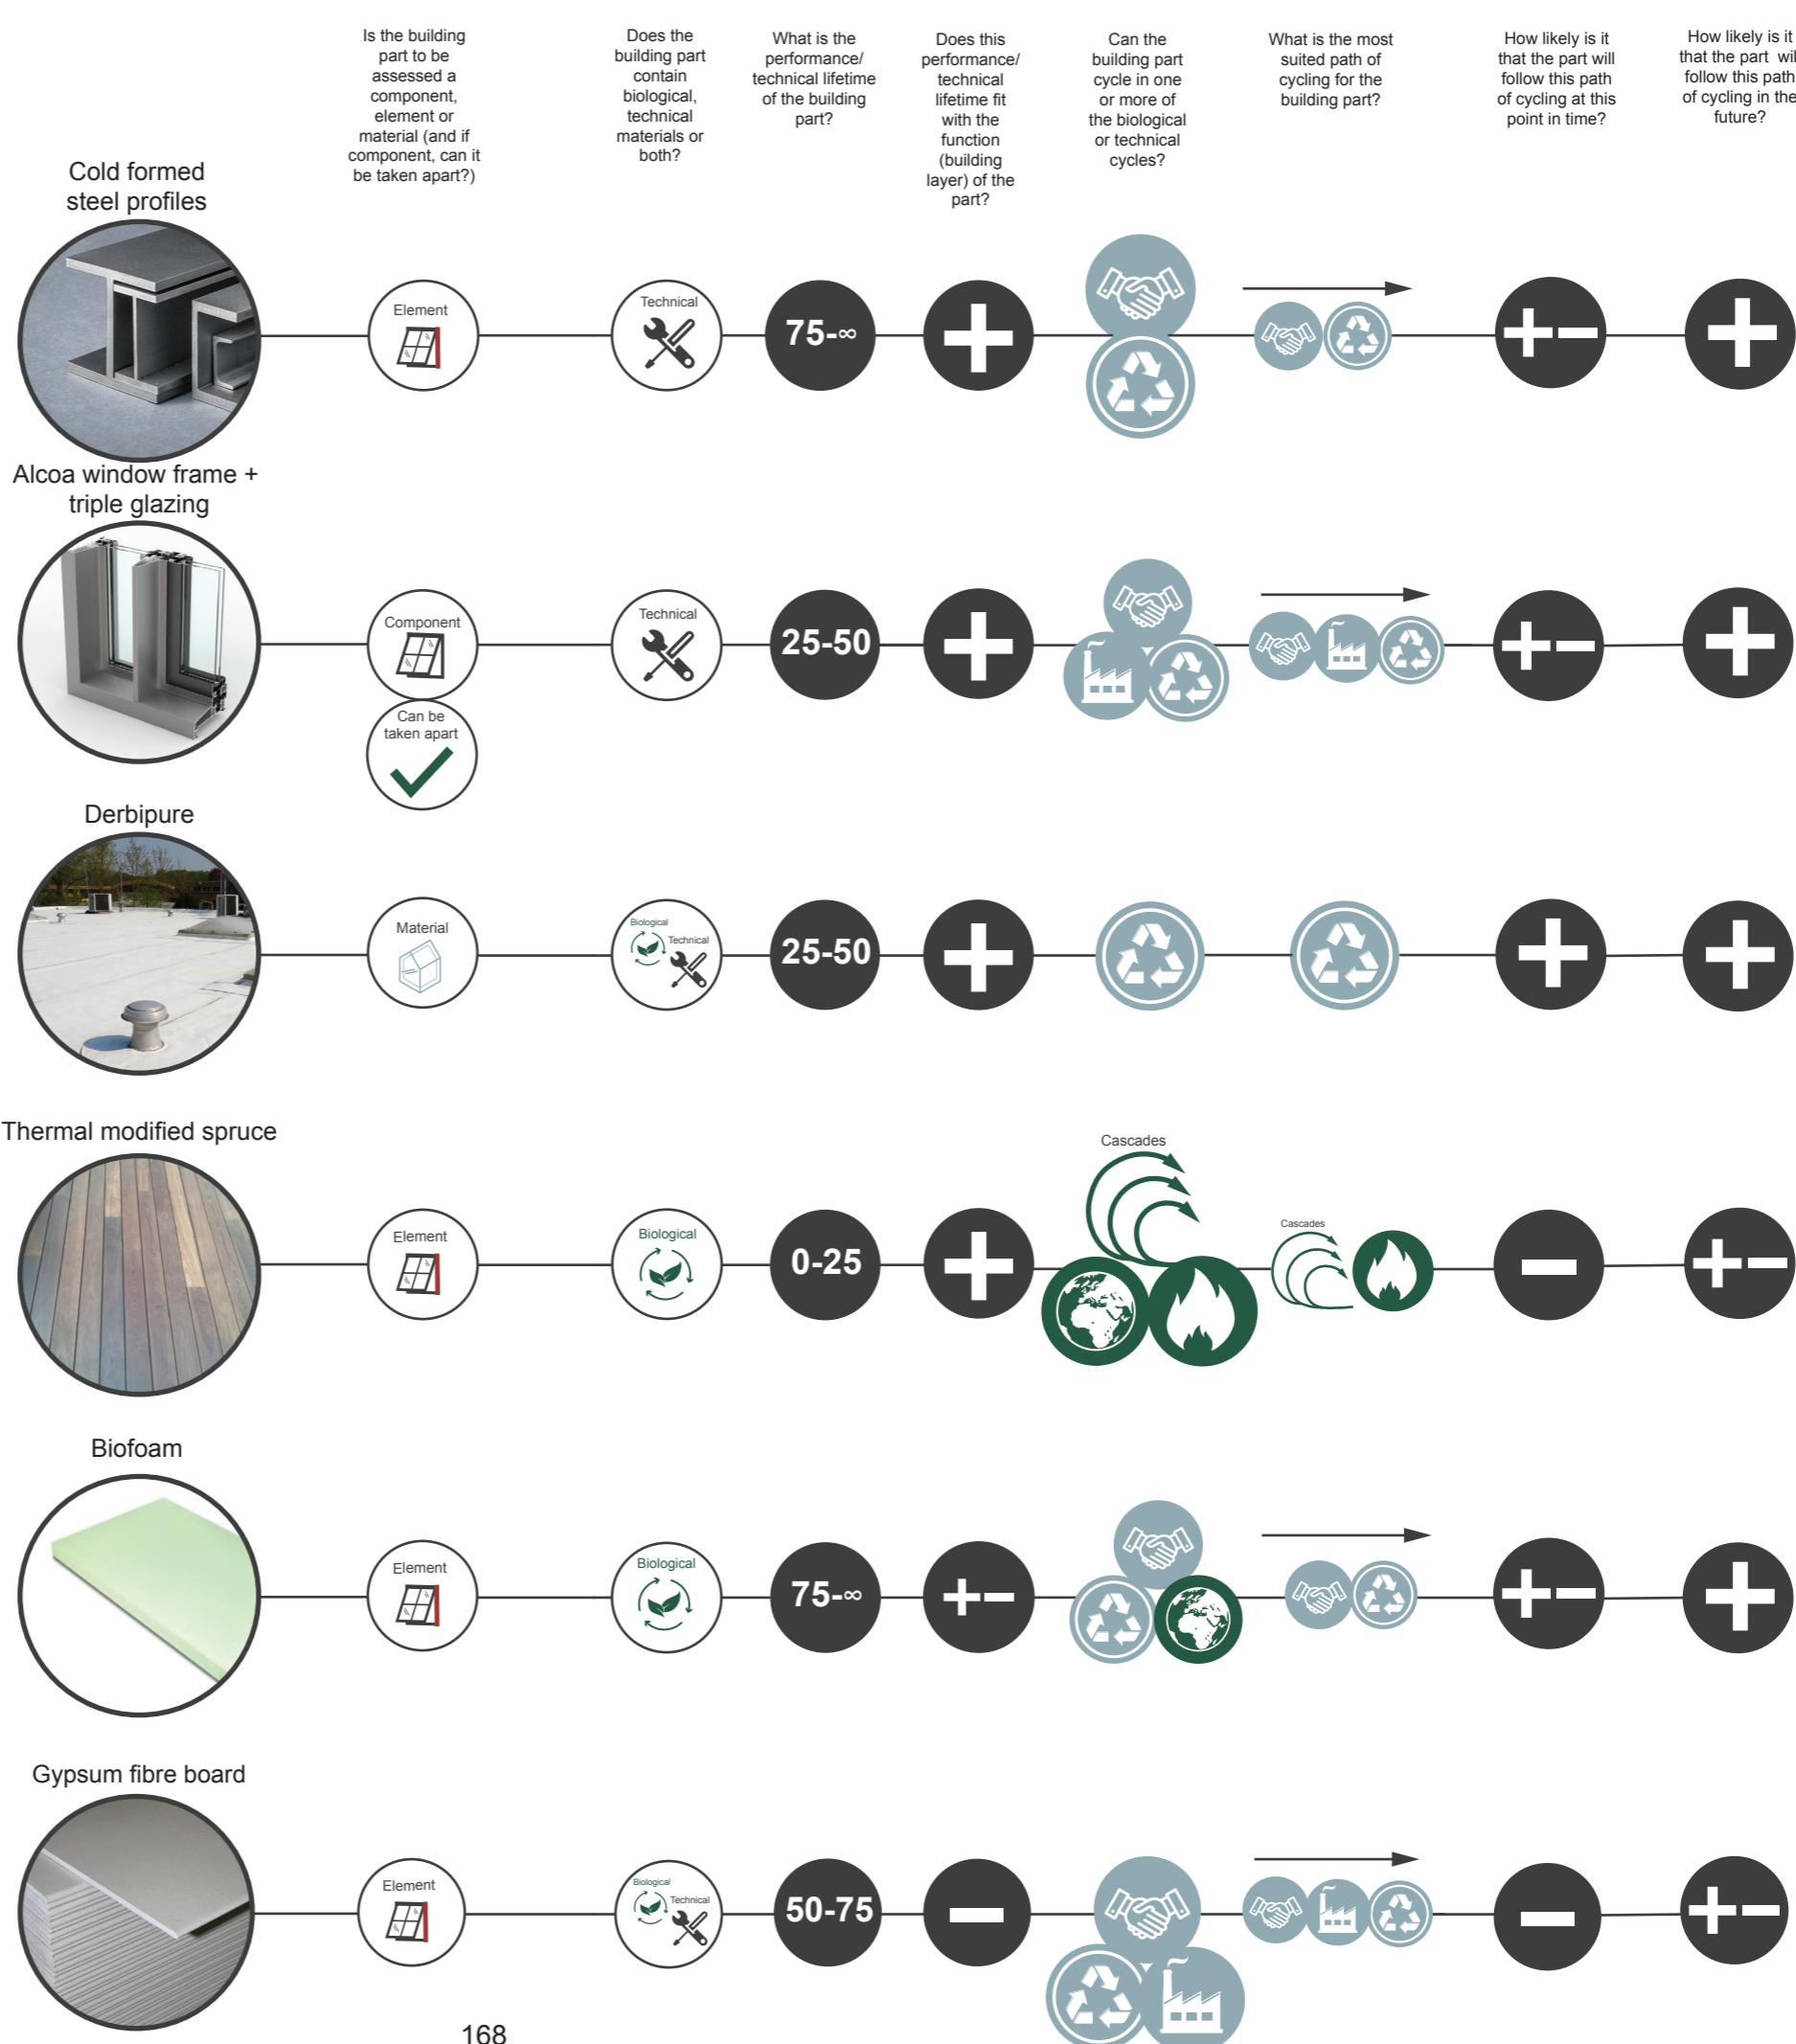 Is the building
part to be
assessed a
component,
element or
material (and if
component, can it
be taken apart?)
Does the
building part
contain
biological,
technical
materials or
both?
What is the
performance/
technical lifetime
of the building
part?
Does this
performance/
technical
lifetime fit
with the
function
(building
layer) of the
part?
Can the
building part
cycle in one
or more of
the biological
or technical
cycles?
What is the most
suited path of
cycling for the
building part?
How likely is it
that the part will
follow this path
of cycling at this
point in time?
How likely is it
that the part wil
follow this path
of cycling in the
future?
Cold formed
steel profiles
Element
Technical
75-∞
+
+−
+
Alcoa window frame +
triple glazing
Component
Can be
taken apart
Technical
25-50
+
+−
+
Derbipure
Material
Biological
Technical
25-50
+
+
+
Thermal modified spruce
Element
Biological
0-25
+
Cascades
Cascades
−
+−
Biofoam
Element
Biological
75-∞
+−
+−
+
Gypsum fibre board
Element
Biological
Technical
50-75
−
−
+−
168